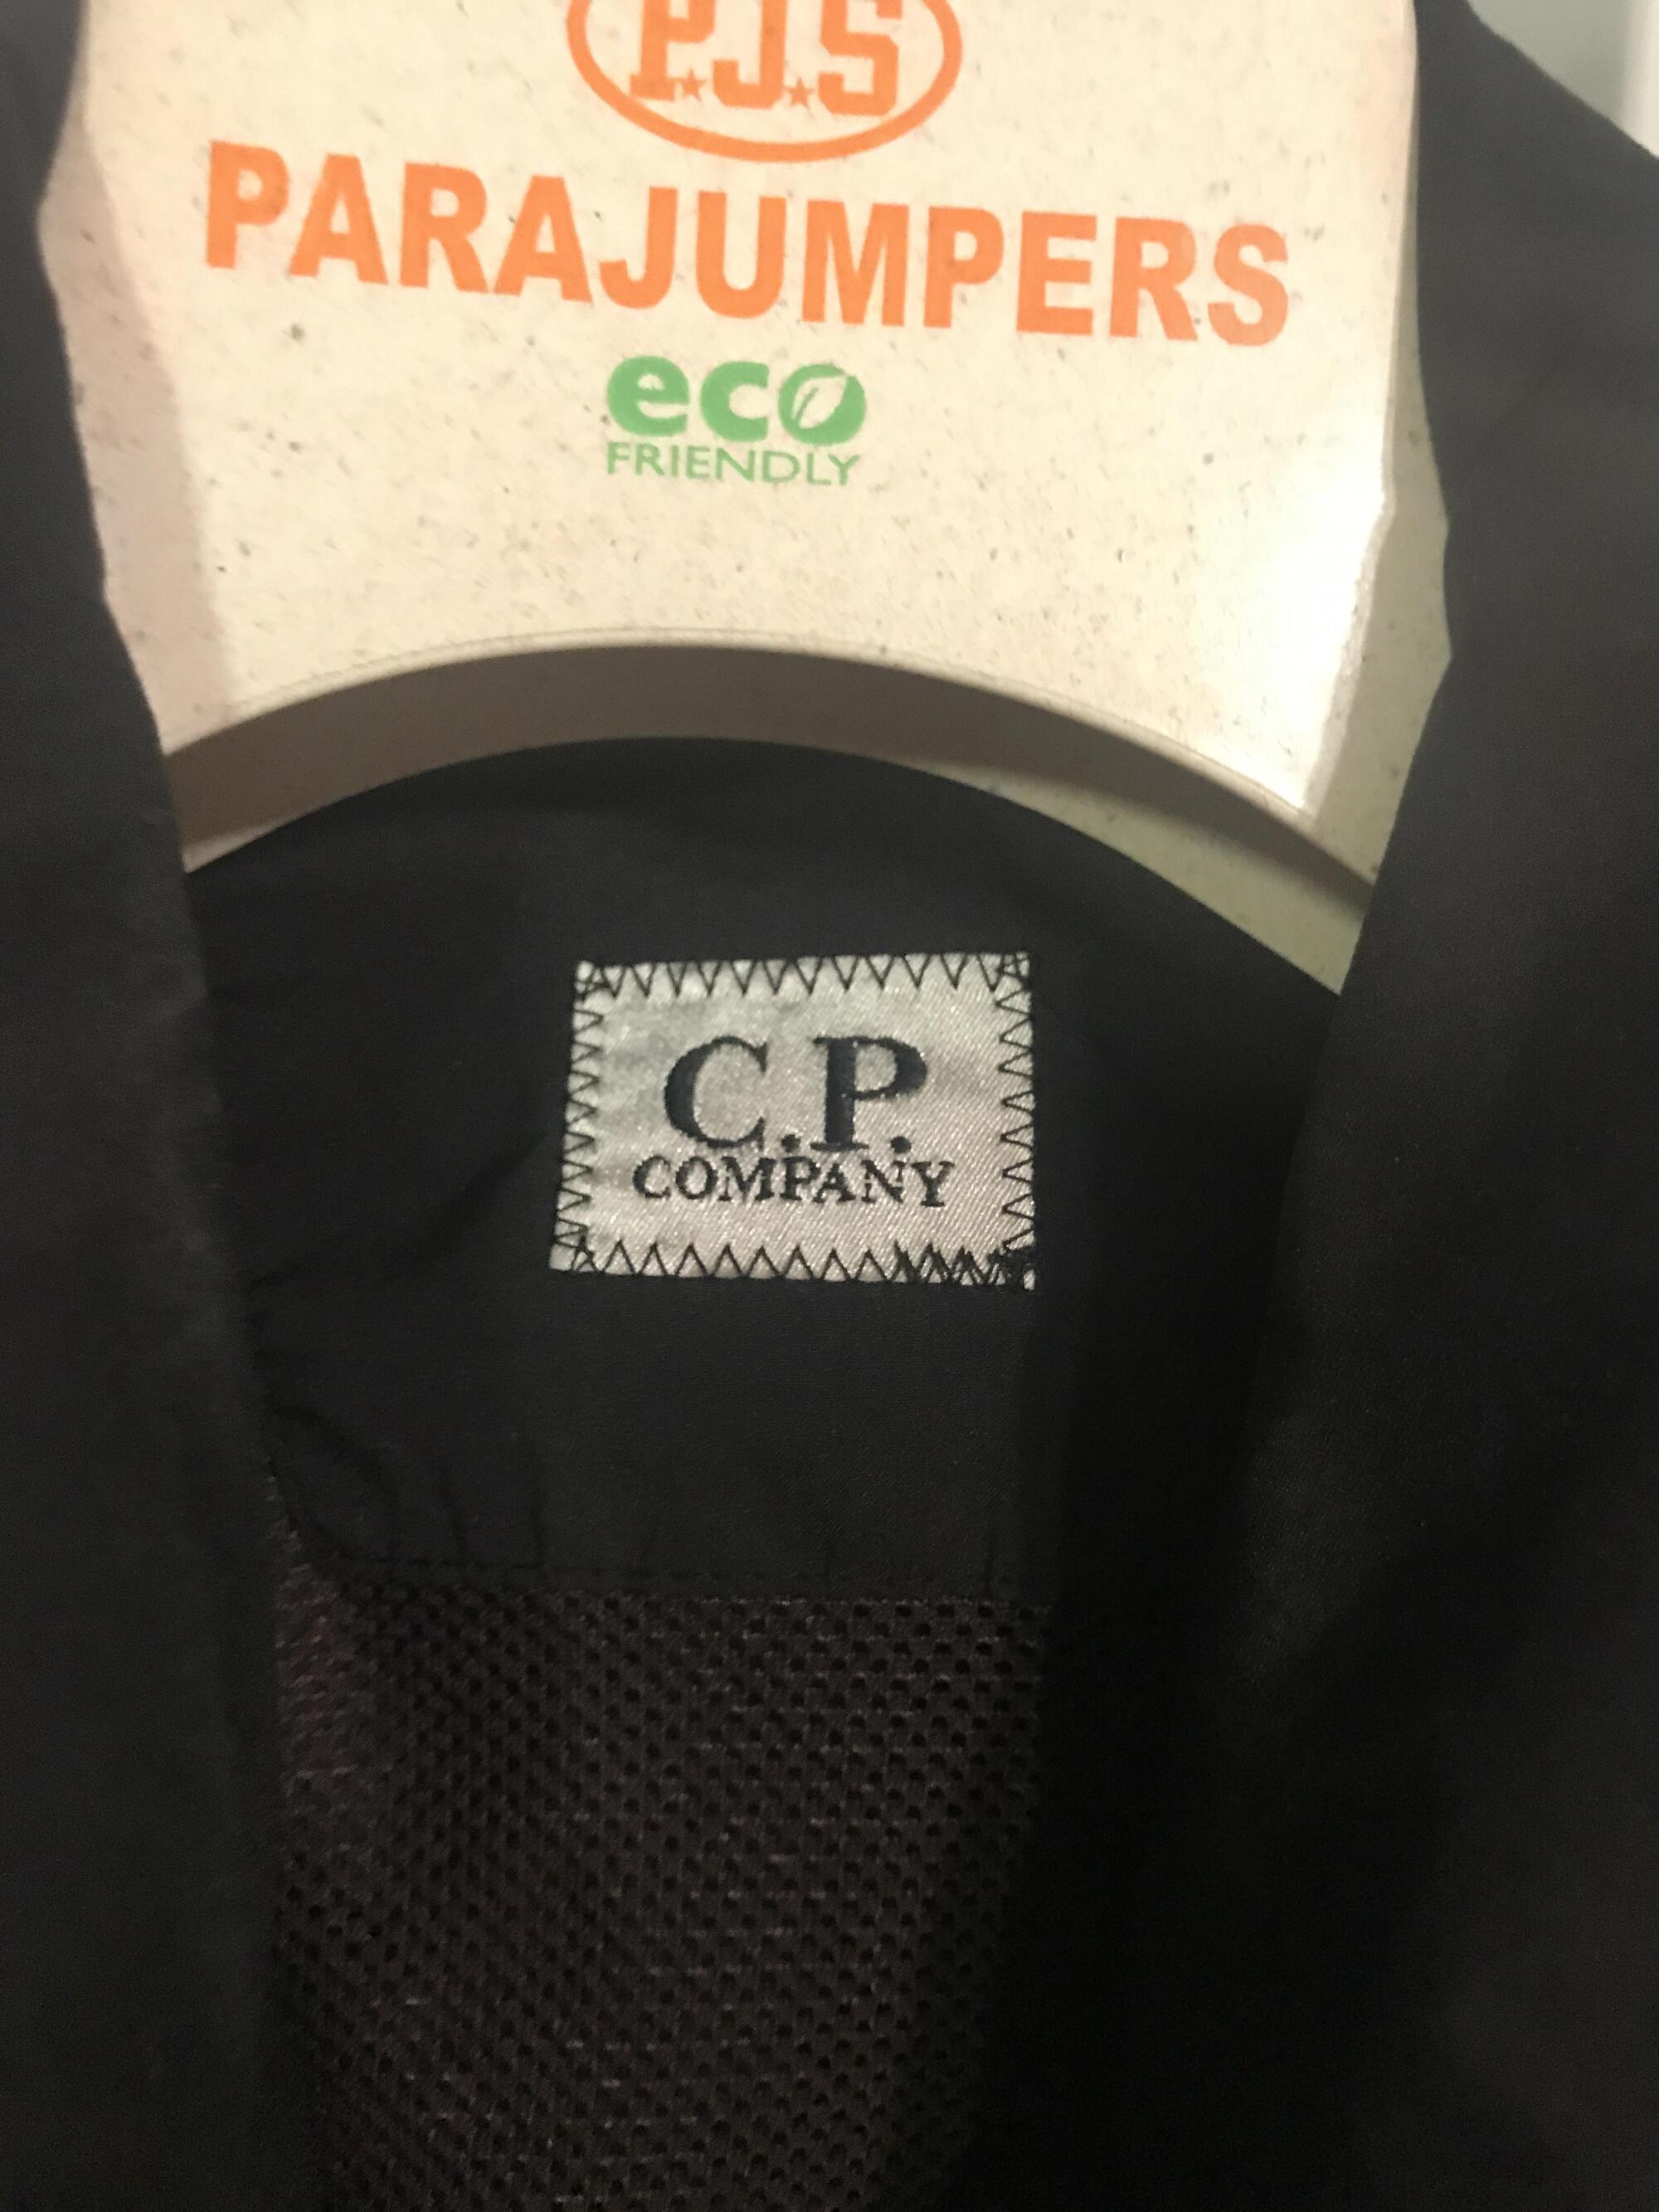 P.J.S
PARAJUMPERS
eco
FRIENDLY
C.P.
COMPANY